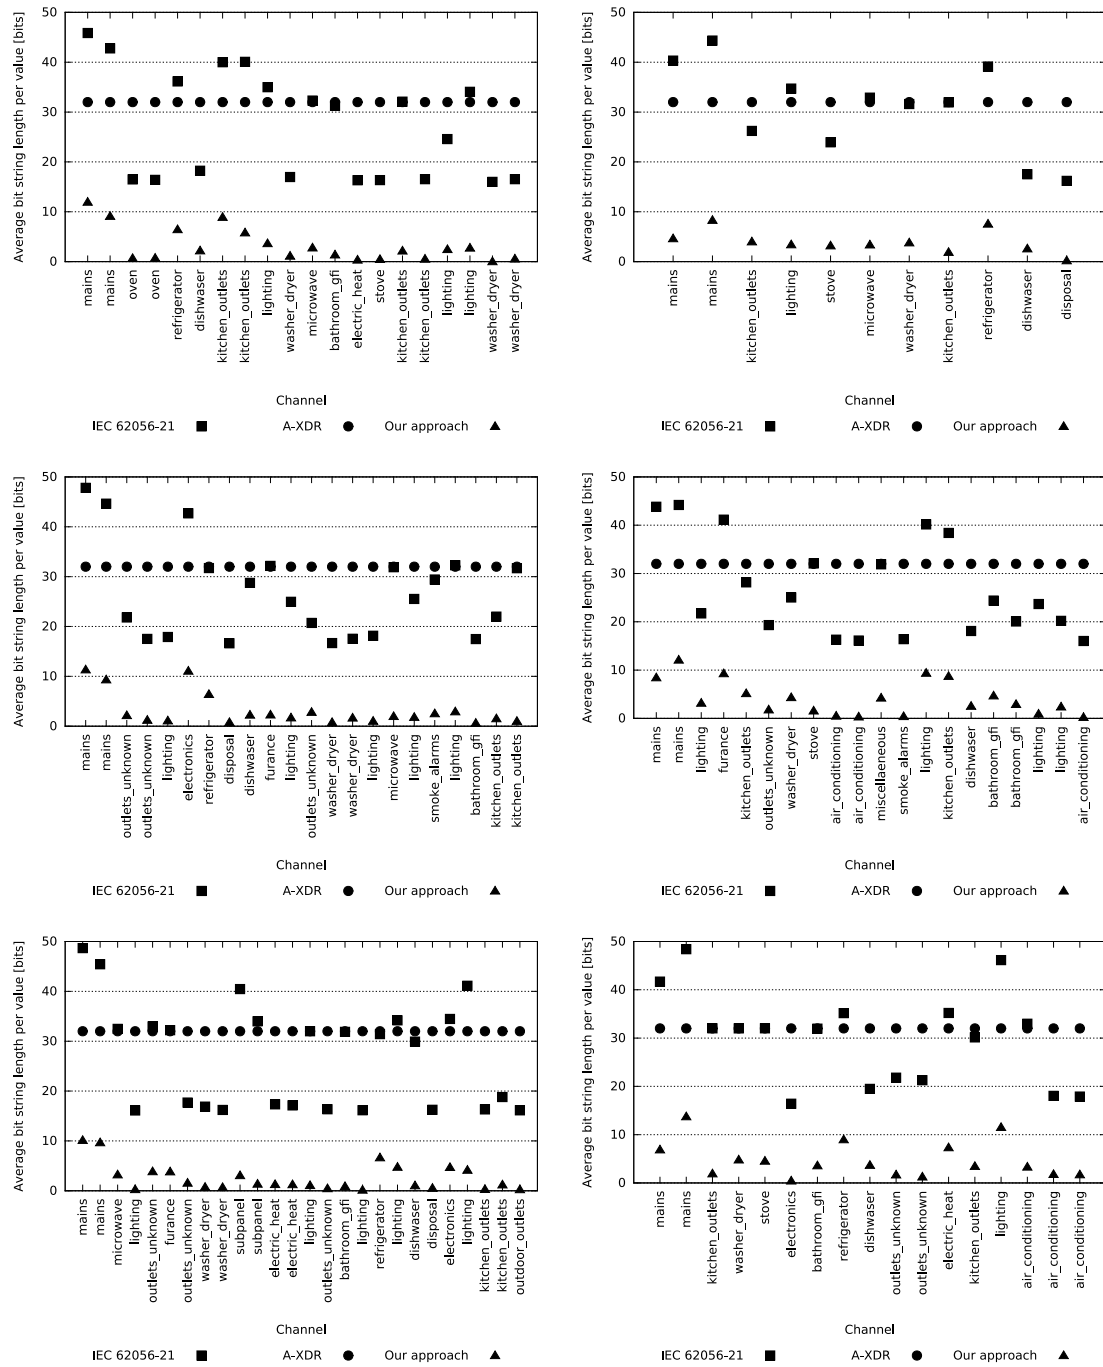 Average bit string length per value [bits]
50
40
30
20
10
0
mains
mains
oven
oven
refrigerator
dishwaser
kitchen_outlets
kitchen_outlets
lighting
washer_dryer
microwave
bathroom_gfi
electric_heat
stove
kitchen_outlets
kitchen_outlets
lighting
lighting
washer_dryer
washer_dryer
Channel
IEC 62056-21 A-XDR Our approach
Average bit string length per value [bits]
50
40
30
20
10
0
mains
mains
kitchen_outlets
lighting
stove
microwave
washer_dryer
kitchen_outlets
refrigerator
dishwaser
disposal
Channel
IEC 62056-21 A-XDR Our approach
Average bit string length per value [bits]
50
40
30
20
10
0
mains
mains
outlets_unknown
outlets_unknown
lighting
electronics
refrigerator
disposal
dishwaser
furance
lighting
outlets_unknown
washer_dryer
washer_dryer
lighting
microwave
lighting
smoke_alarms
lighting
bathroom_gfi
kitchen_outlets
kitchen_outlets
Channel
IEC 62056-21 A-XDR Our approach
Average bit string length per value [bits]
50
40
30
20
10
0
mains
mains
lighting
furance
kitchen_outlets
outlets_unknown
washer_dryer
stove
air_conditioning
air_conditioning
miscellaeneous
smoke_alarms
lighting
kitchen_outlets
dishwaser
bathroom_gfi
bathroom_gfi
lighting
lighting
air_conditioning
Channel
IEC 62056-21 A-XDR Our approach
Average bit string length per value [bits]
50
40
30
20
10
0
mains
mains
microwave
lighting
outlets_unknown
furance
outlets_unknown
washer_dryer
washer_dryer
subpanel
subpanel
electric_heat
electric_heat
lighting
outlets_unknown
bathroom_gfi
lighting
refrigerator
lighting
dishwaser
disposal
electronics
lighting
kitchen_outlets
kitchen_outlets
outdoor_outlets
Channel
IEC 62056-21 A-XDR Our approach
Average bit string length per value [bits]
50
40
30
20
10
0
mains
mains
kitchen_outlets
washer_dryer
stove
electronics
bathroom_gfi
refrigerator
dishwaser
outlets_unknown
outlets_unknown
electric_heat
kitchen_outlets
lighting
air_conditioning
air_conditioning
air_conditioning
Channel
IEC 62056-21 A-XDR Our approach